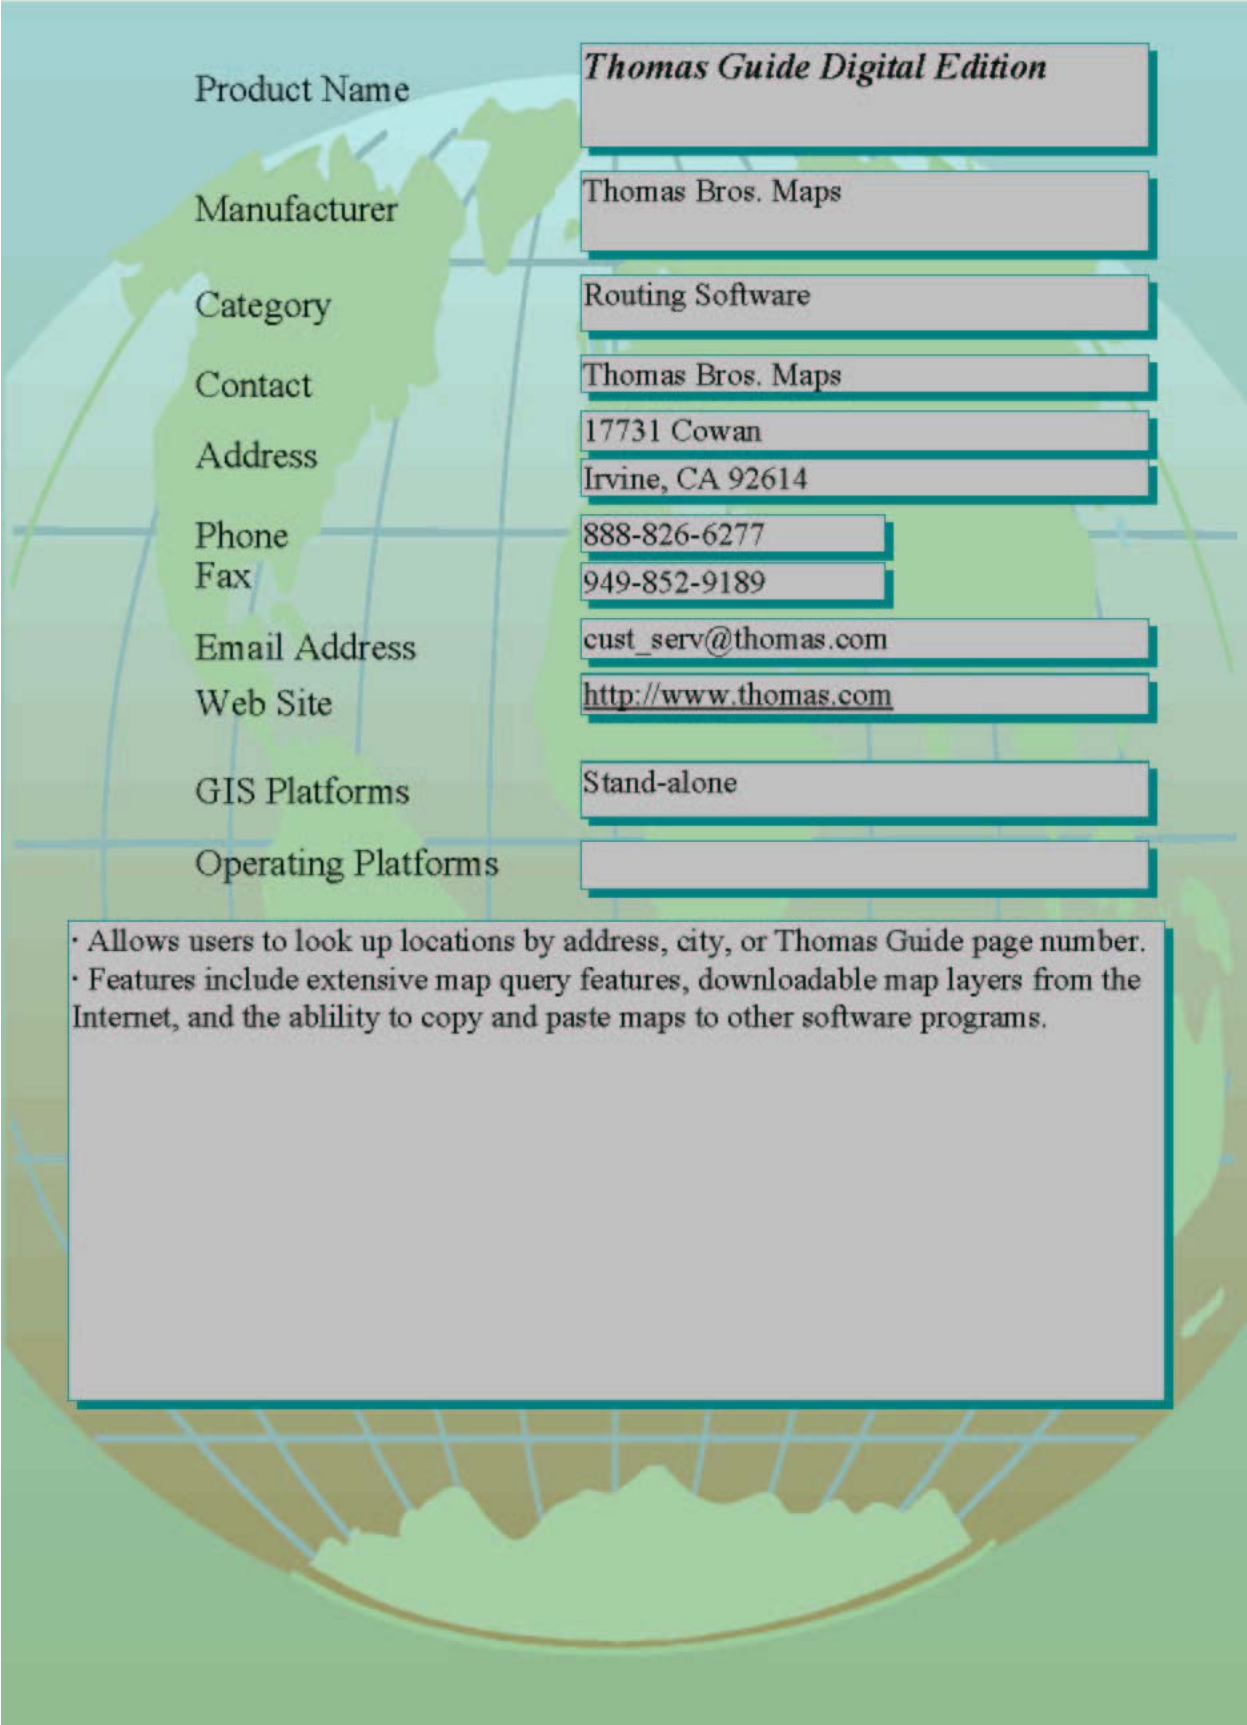 Product Name
Thomas Guide Digital Edition
Manufacturer
Thomas Bros. Maps
Category
Routing Software
Contact
Thomas Bros. Maps
Address
17731 Cowan
Irvine, CA 92614
Phone
888-826-6277
Fax
949-852-9189
Email Address
cust_serv@thomas.com
Web Site
http://www.thomas.com
GIS Platforms
Stand-alone
Operating Platforms
· Allows users to look up locations by address, city, or Thomas Guide page number.
· Features include extensive map query features, downloadable map layers from the
Internet, and the ablility to copy and paste maps to other software programs.